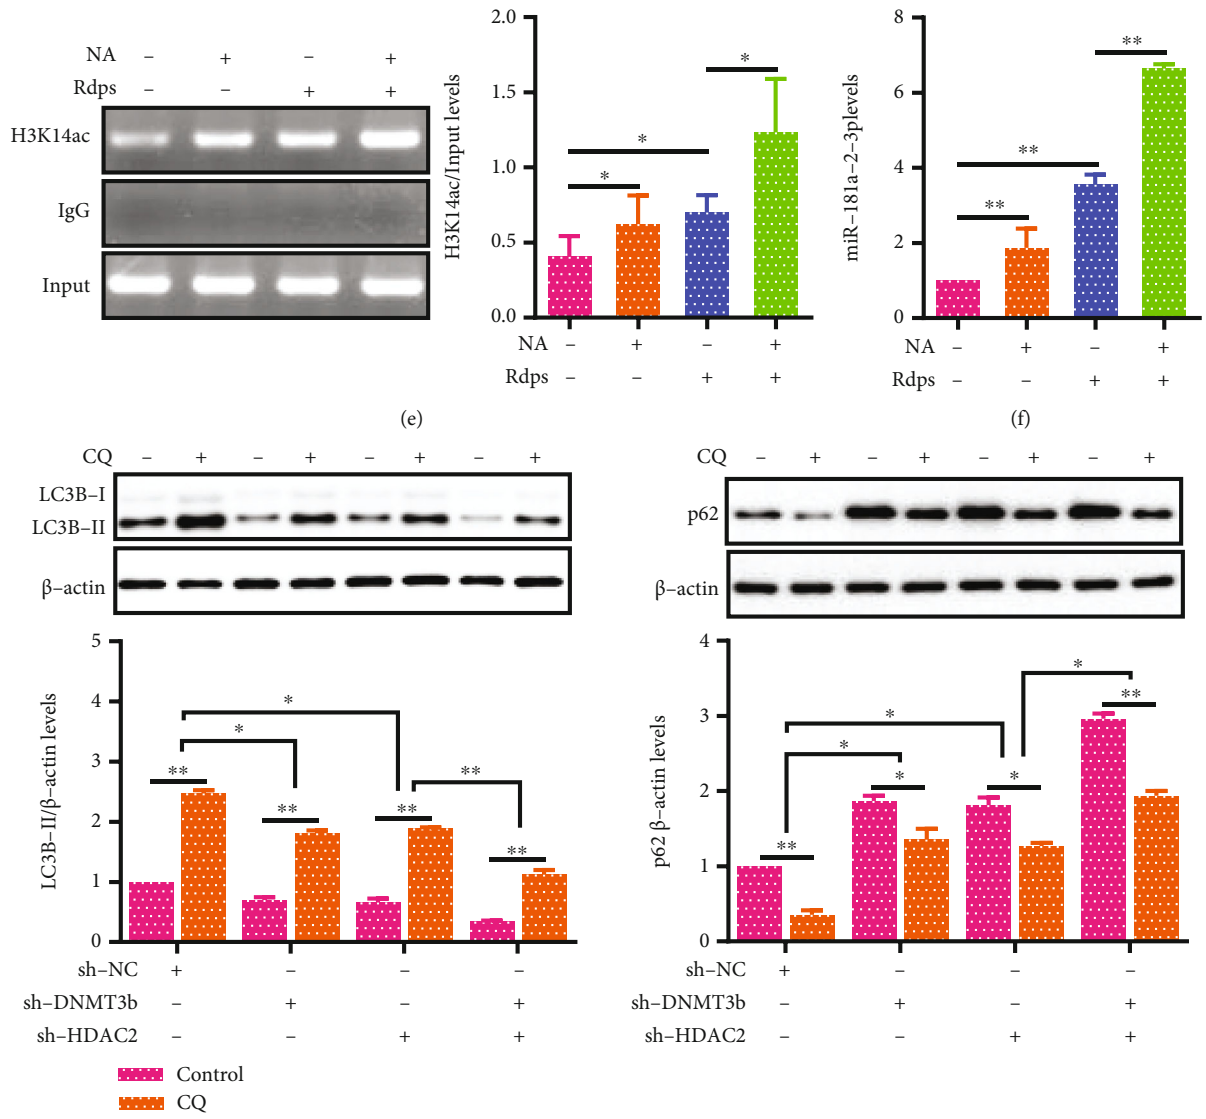 NA – + – +
Rdps – – + +
H3K14ac
IgG
Input
H3K14ac/Input levels
2.0
1.5
1.0
0.5
0.0
* * *
NA – + – +
Rdps – – + +
(e)
miR–181a–2–3plevels
8
6
4
2
0
** ** **
NA – + – +
Rdps – – + +
(f)
CQ – + – + – + – +
LC3B–I
LC3B–II
β–actin
LC3B–II/β–actin levels
5
4
3
2
1
0
** * ** * ** ** **
sh–NC + – – –
sh–DNMT3b – + – +
sh–HDAC2 – – + +
Control
CQ
CQ – + – + – + – +
p62
β–actin
p62 β–actin levels
4
3
2
1
0
** * * * * * **
sh–NC + – – –
sh–DNMT3b – + – +
sh–HDAC2 – – + +